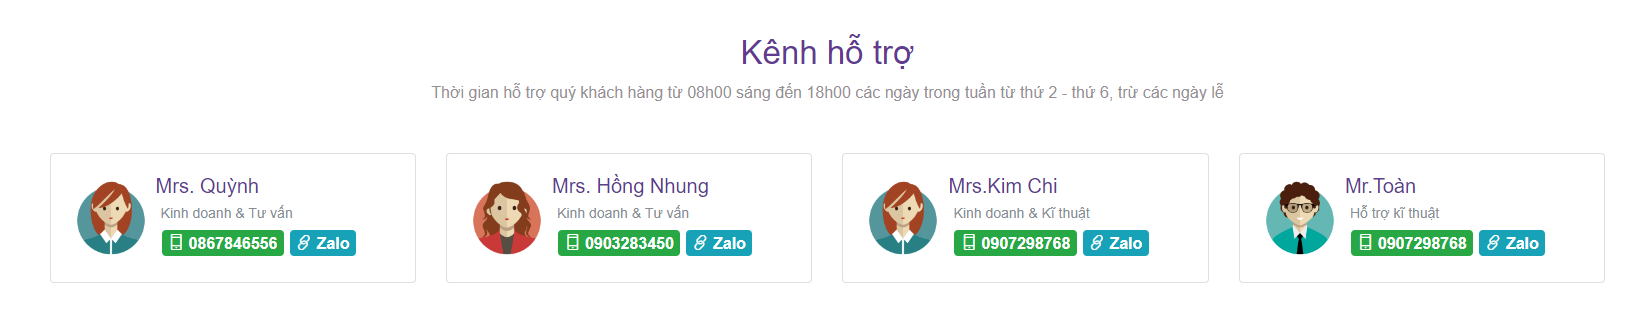 Kênh hỗ trợ
Thời gian hỗ trợ quý khách hàng từ 08h00 sáng đến 18h00 các ngày trong tuần từ thứ 2 - thứ 6, trừ các ngày lễ
Mrs. Quỳnh
Kinh doanh & Tư vấn
0867846556 Zalo
Mrs. Hồng Nhung
Kinh doanh & Tư vấn
0903283450 Zalo
Mrs.Kim Chi
Kinh doanh & Kĩ thuật
0907298768 Zalo
Mr.Toàn
Hỗ trợ kĩ thuật
0907298768 Zalo